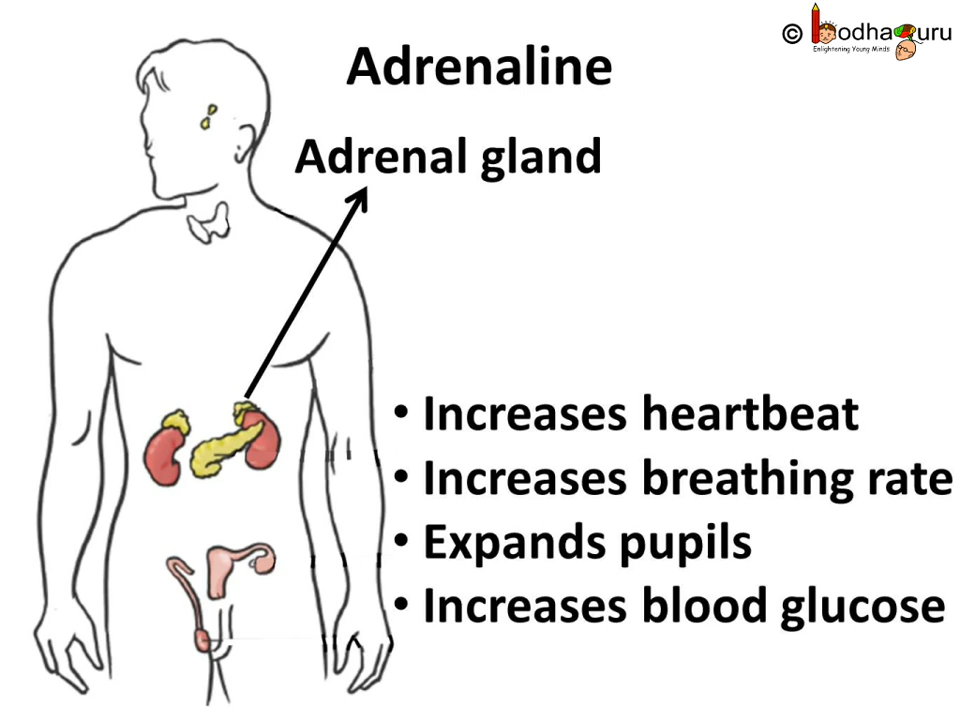 © BodhaGuru
Enlightening Young Minds
Adrenaline
Adrenal gland
• Increases heartbeat
• Increases breathing rate
• Expands pupils
• Increases blood glucose